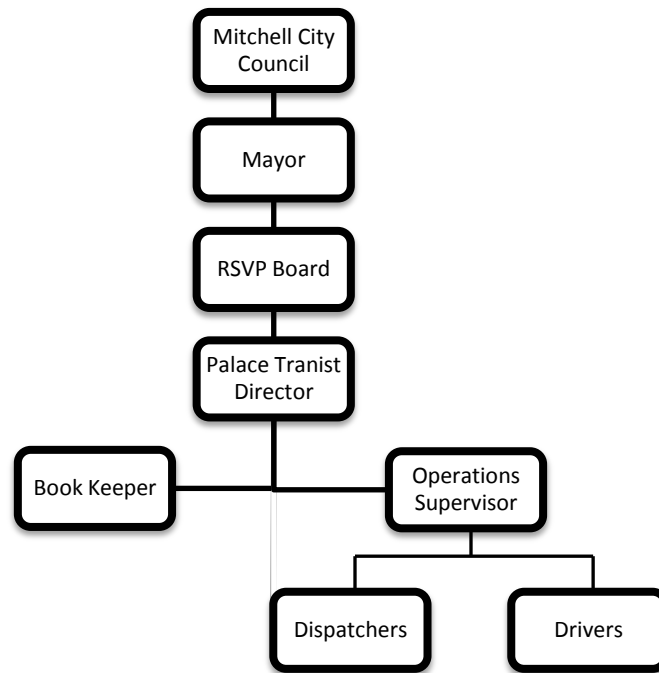 Mitchell City
Council
Mayor
RSVP Board
Palace Tranist
Director
Book Keeper
Operations
Supervisor
Dispatchers
Drivers